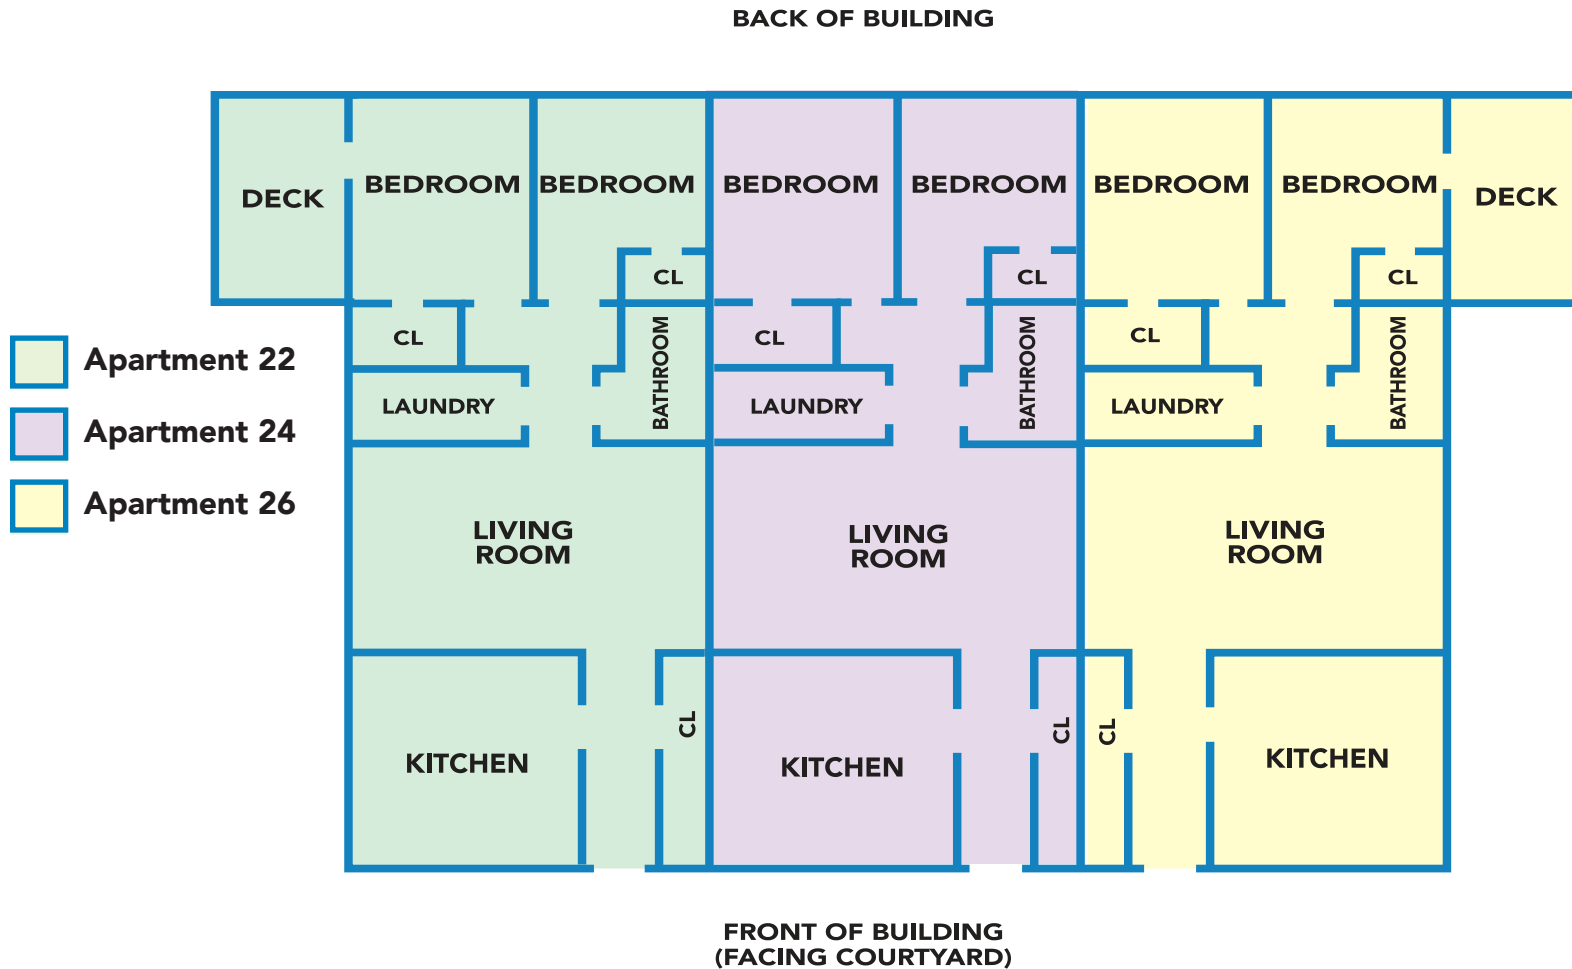 BACK OF BUILDING
DECK
BEDROOM
BEDROOM
BEDROOM
BEDROOM
BEDROOM
BEDROOM
DECK
CL
CL
CL
CL
CL
CL
BATHROOM
BATHROOM
BATHROOM
LAUNDRY
LAUNDRY
LAUNDRY
Apartment 22
Apartment 24
Apartment 26
LIVING
ROOM
LIVING
ROOM
LIVING
ROOM
KITCHEN
CL
KITCHEN
CL
CL
KITCHEN
FRONT OF BUILDING
(FACING COURTYARD)